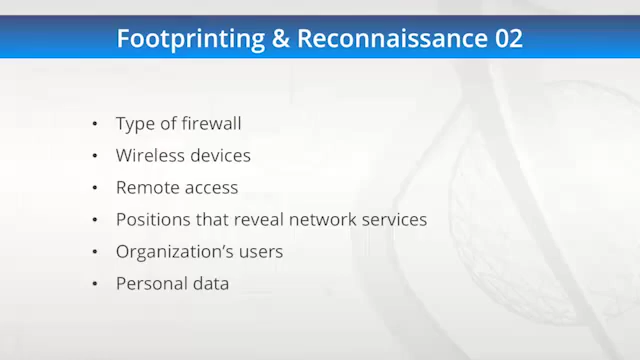 Footprinting & Reconnaissance 02
• Type of firewall
• Wireless devices
• Remote access
• Positions that reveal network services
• Organization’s users
• Personal data